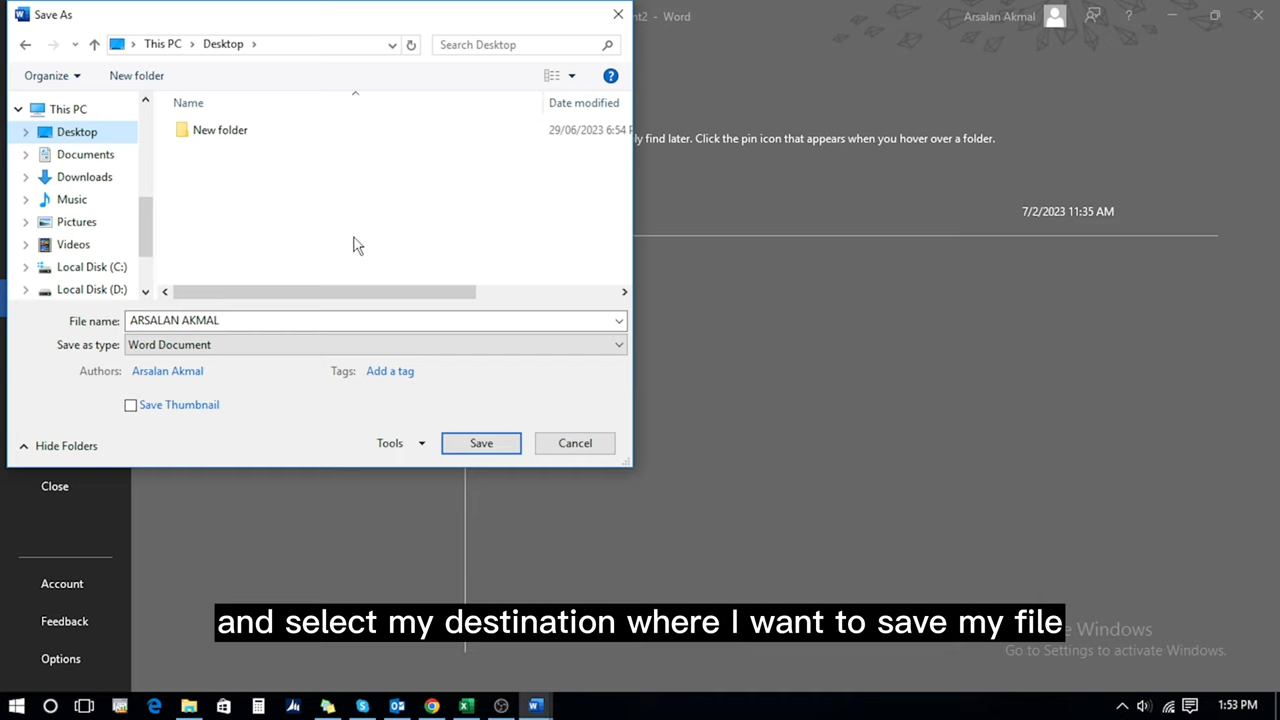 Save As
nt2 - Word
Arsalan Akmal
?
This PC
Desktop
Search Desktop
Organize
New folder
?
This PC
Desktop
Documents
Downloads
Music
Pictures
Videos
Local Disk (C:)
Local Disk (D:)
Name
Date modified
New folder
29/06/2023 6:54 P
ly find later. Click the pin icon that appears when you hover over a folder.
7/2/2023 11:35 AM
File name:
ARSALAN AKMAL
Save as type:
Word Document
Authors:
Arsalan Akmal
Tags:
Add a tag
Save Thumbnail
Hide Folders
Tools
Save
Cancel
Close
Account
Feedback
Options
and select my destination where I want to save my file
e Windows
Go to Settings to activate Windows.
1:53 PM